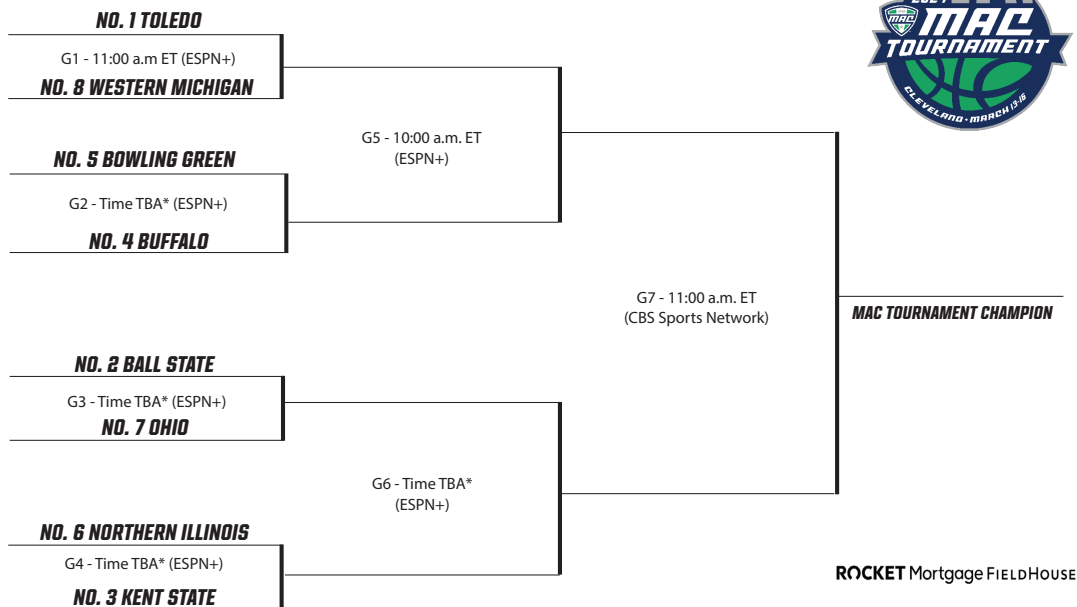 NO. 1 TOLEDO
G1 - 11:00 a.m ET (ESPN+)
NO. 8 WESTERN MICHIGAN
NO. 5 BOWLING GREEN
G2 - Time TBA* (ESPN+)
NO. 4 BUFFALO
G5 - 10:00 a.m. ET
(ESPN+)
NO. 2 BALL STATE
G3 - Time TBA* (ESPN+)
NO. 7 OHIO
NO. 6 NORTHERN ILLINOIS
G4 - Time TBA* (ESPN+)
NO. 3 KENT STATE
G6 - Time TBA*
(ESPN+)
G7 - 11:00 a.m. ET
(CBS Sports Network)
MAC TOURNAMENT CHAMPION
MAC
MAC
TOURNAMENT
CLEVELAND • MARCH 13-16
ROCKET Mortgage FIELDHOUSE